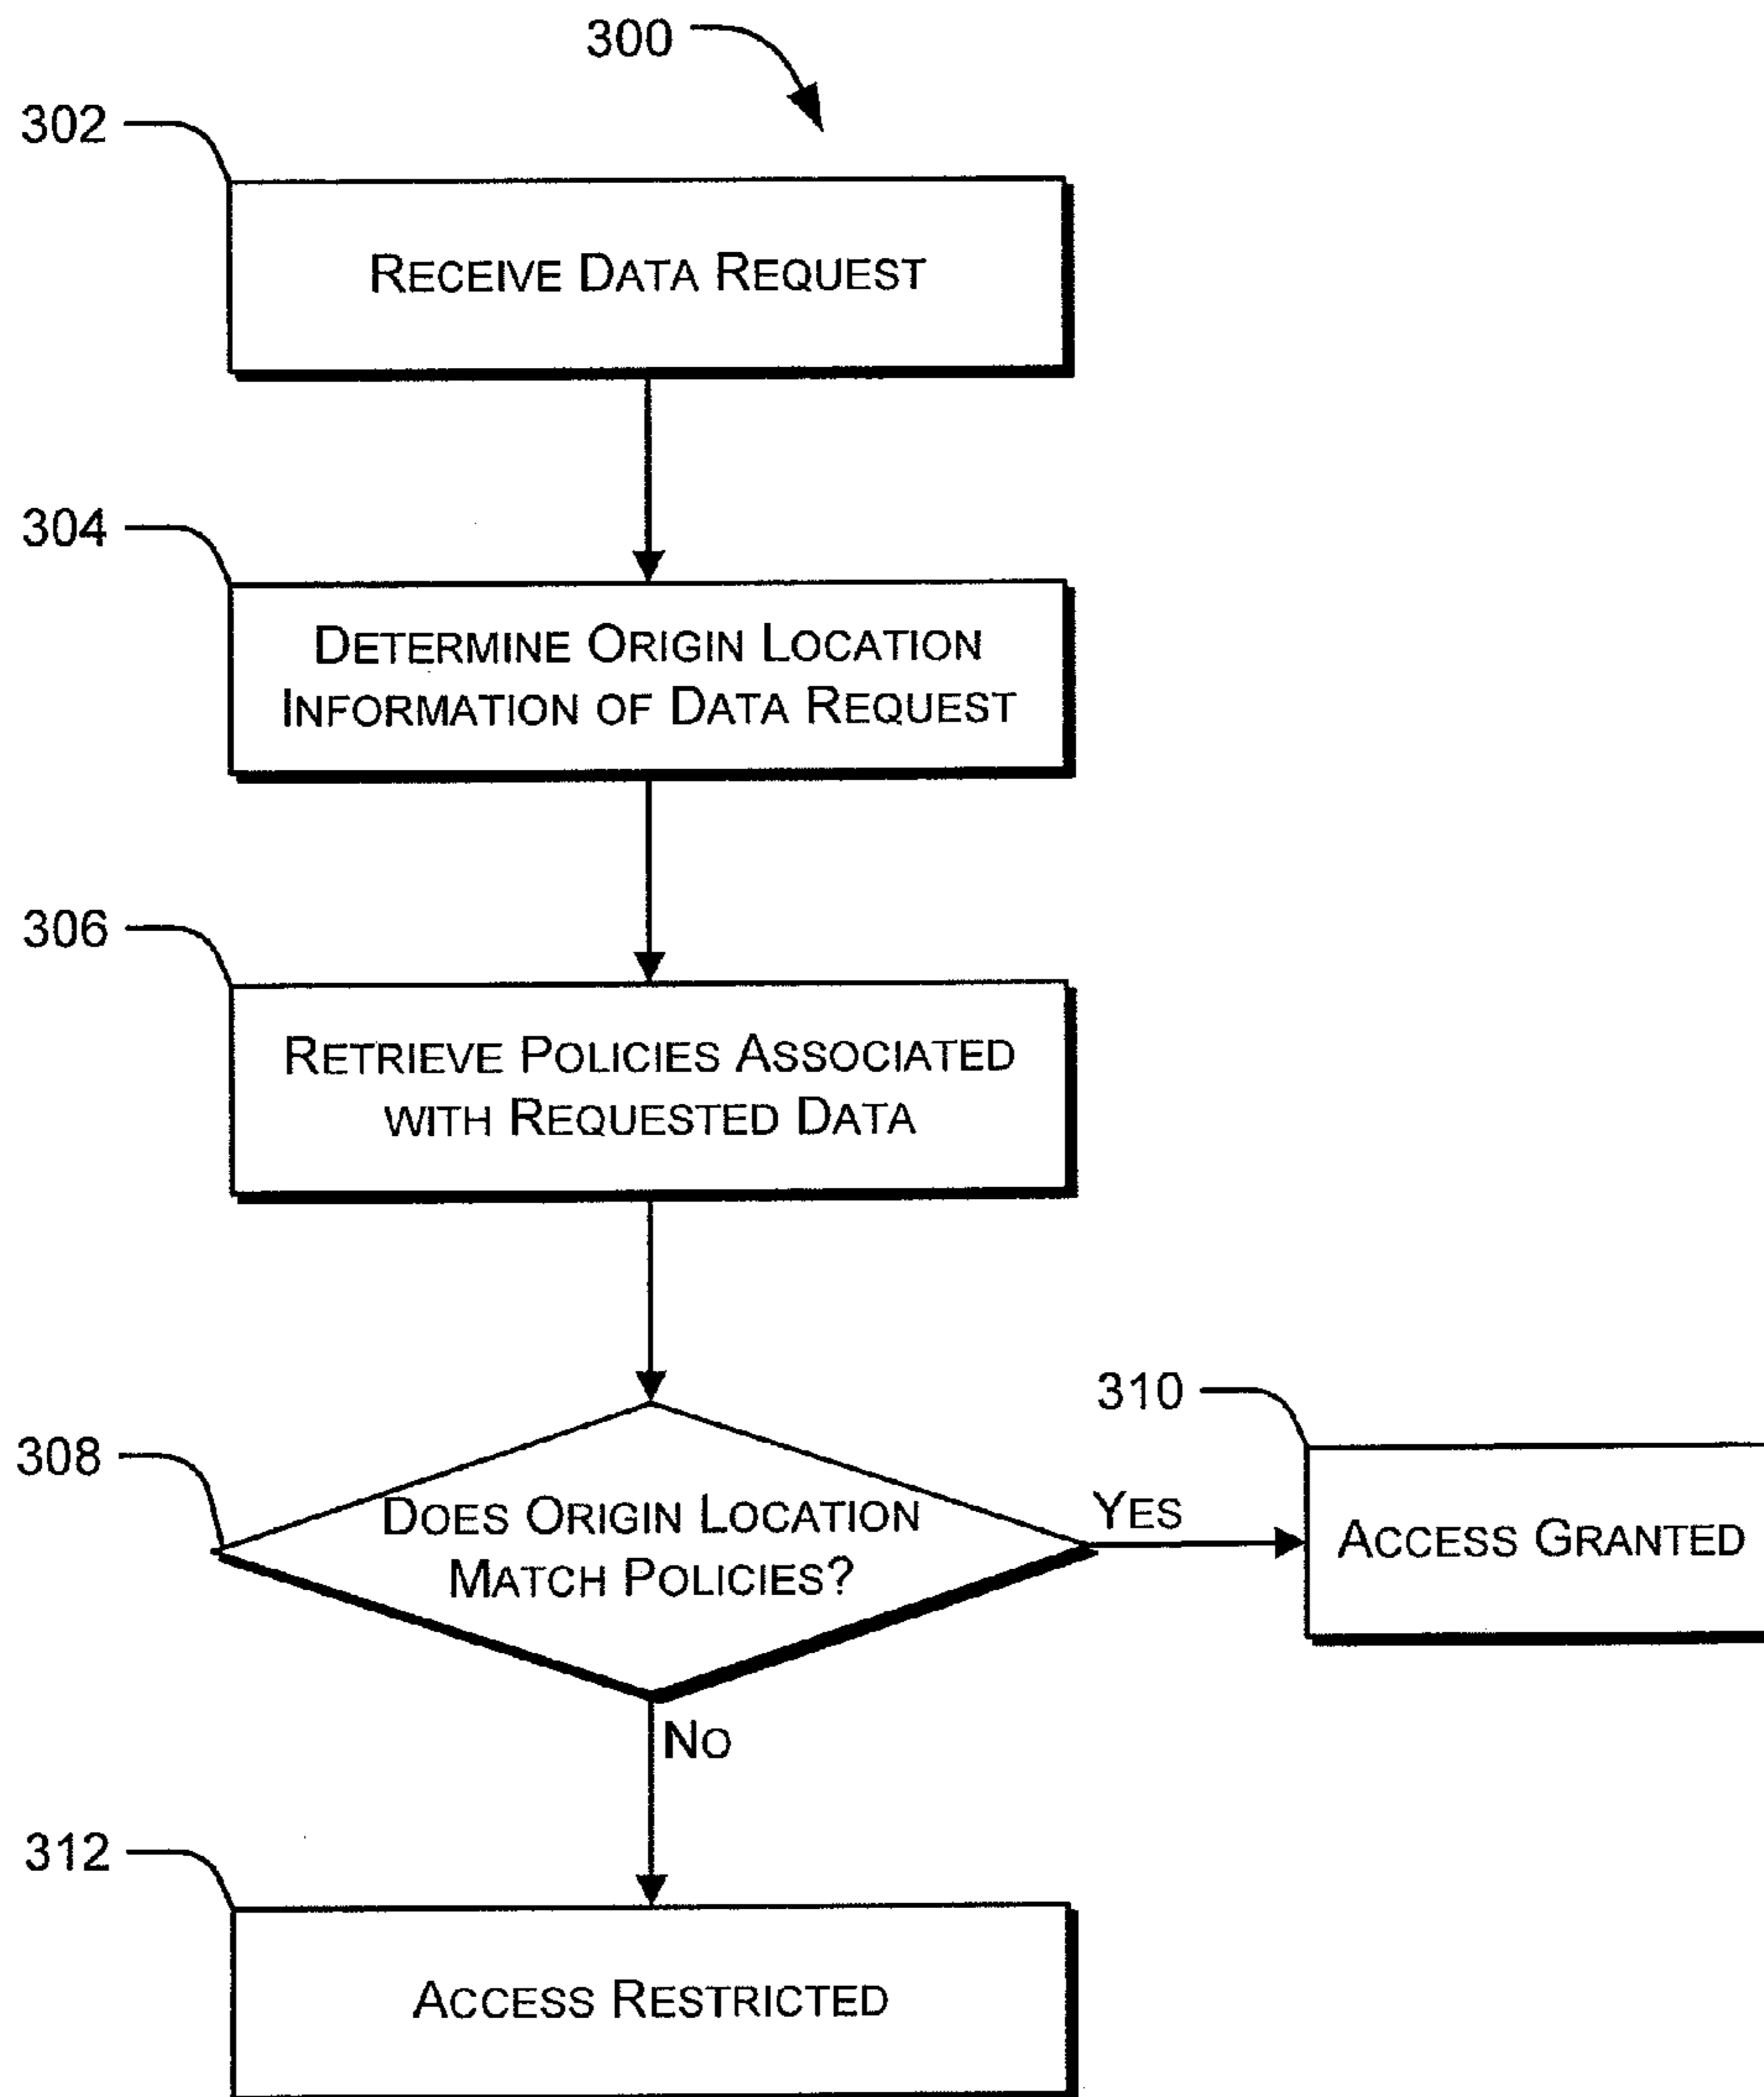 300
302
RECEIVE DATA REQUEST
304
DETERMINE ORIGIN LOCATION
INFORMATION OF DATA REQUEST
306
RETRIEVE POLICIES ASSOCIATED
WITH REQUESTED DATA
308
DOES ORIGIN LOCATION
MATCH POLICIES?
YES
310
ACCESS GRANTED
NO
312
ACCESS RESTRICTED